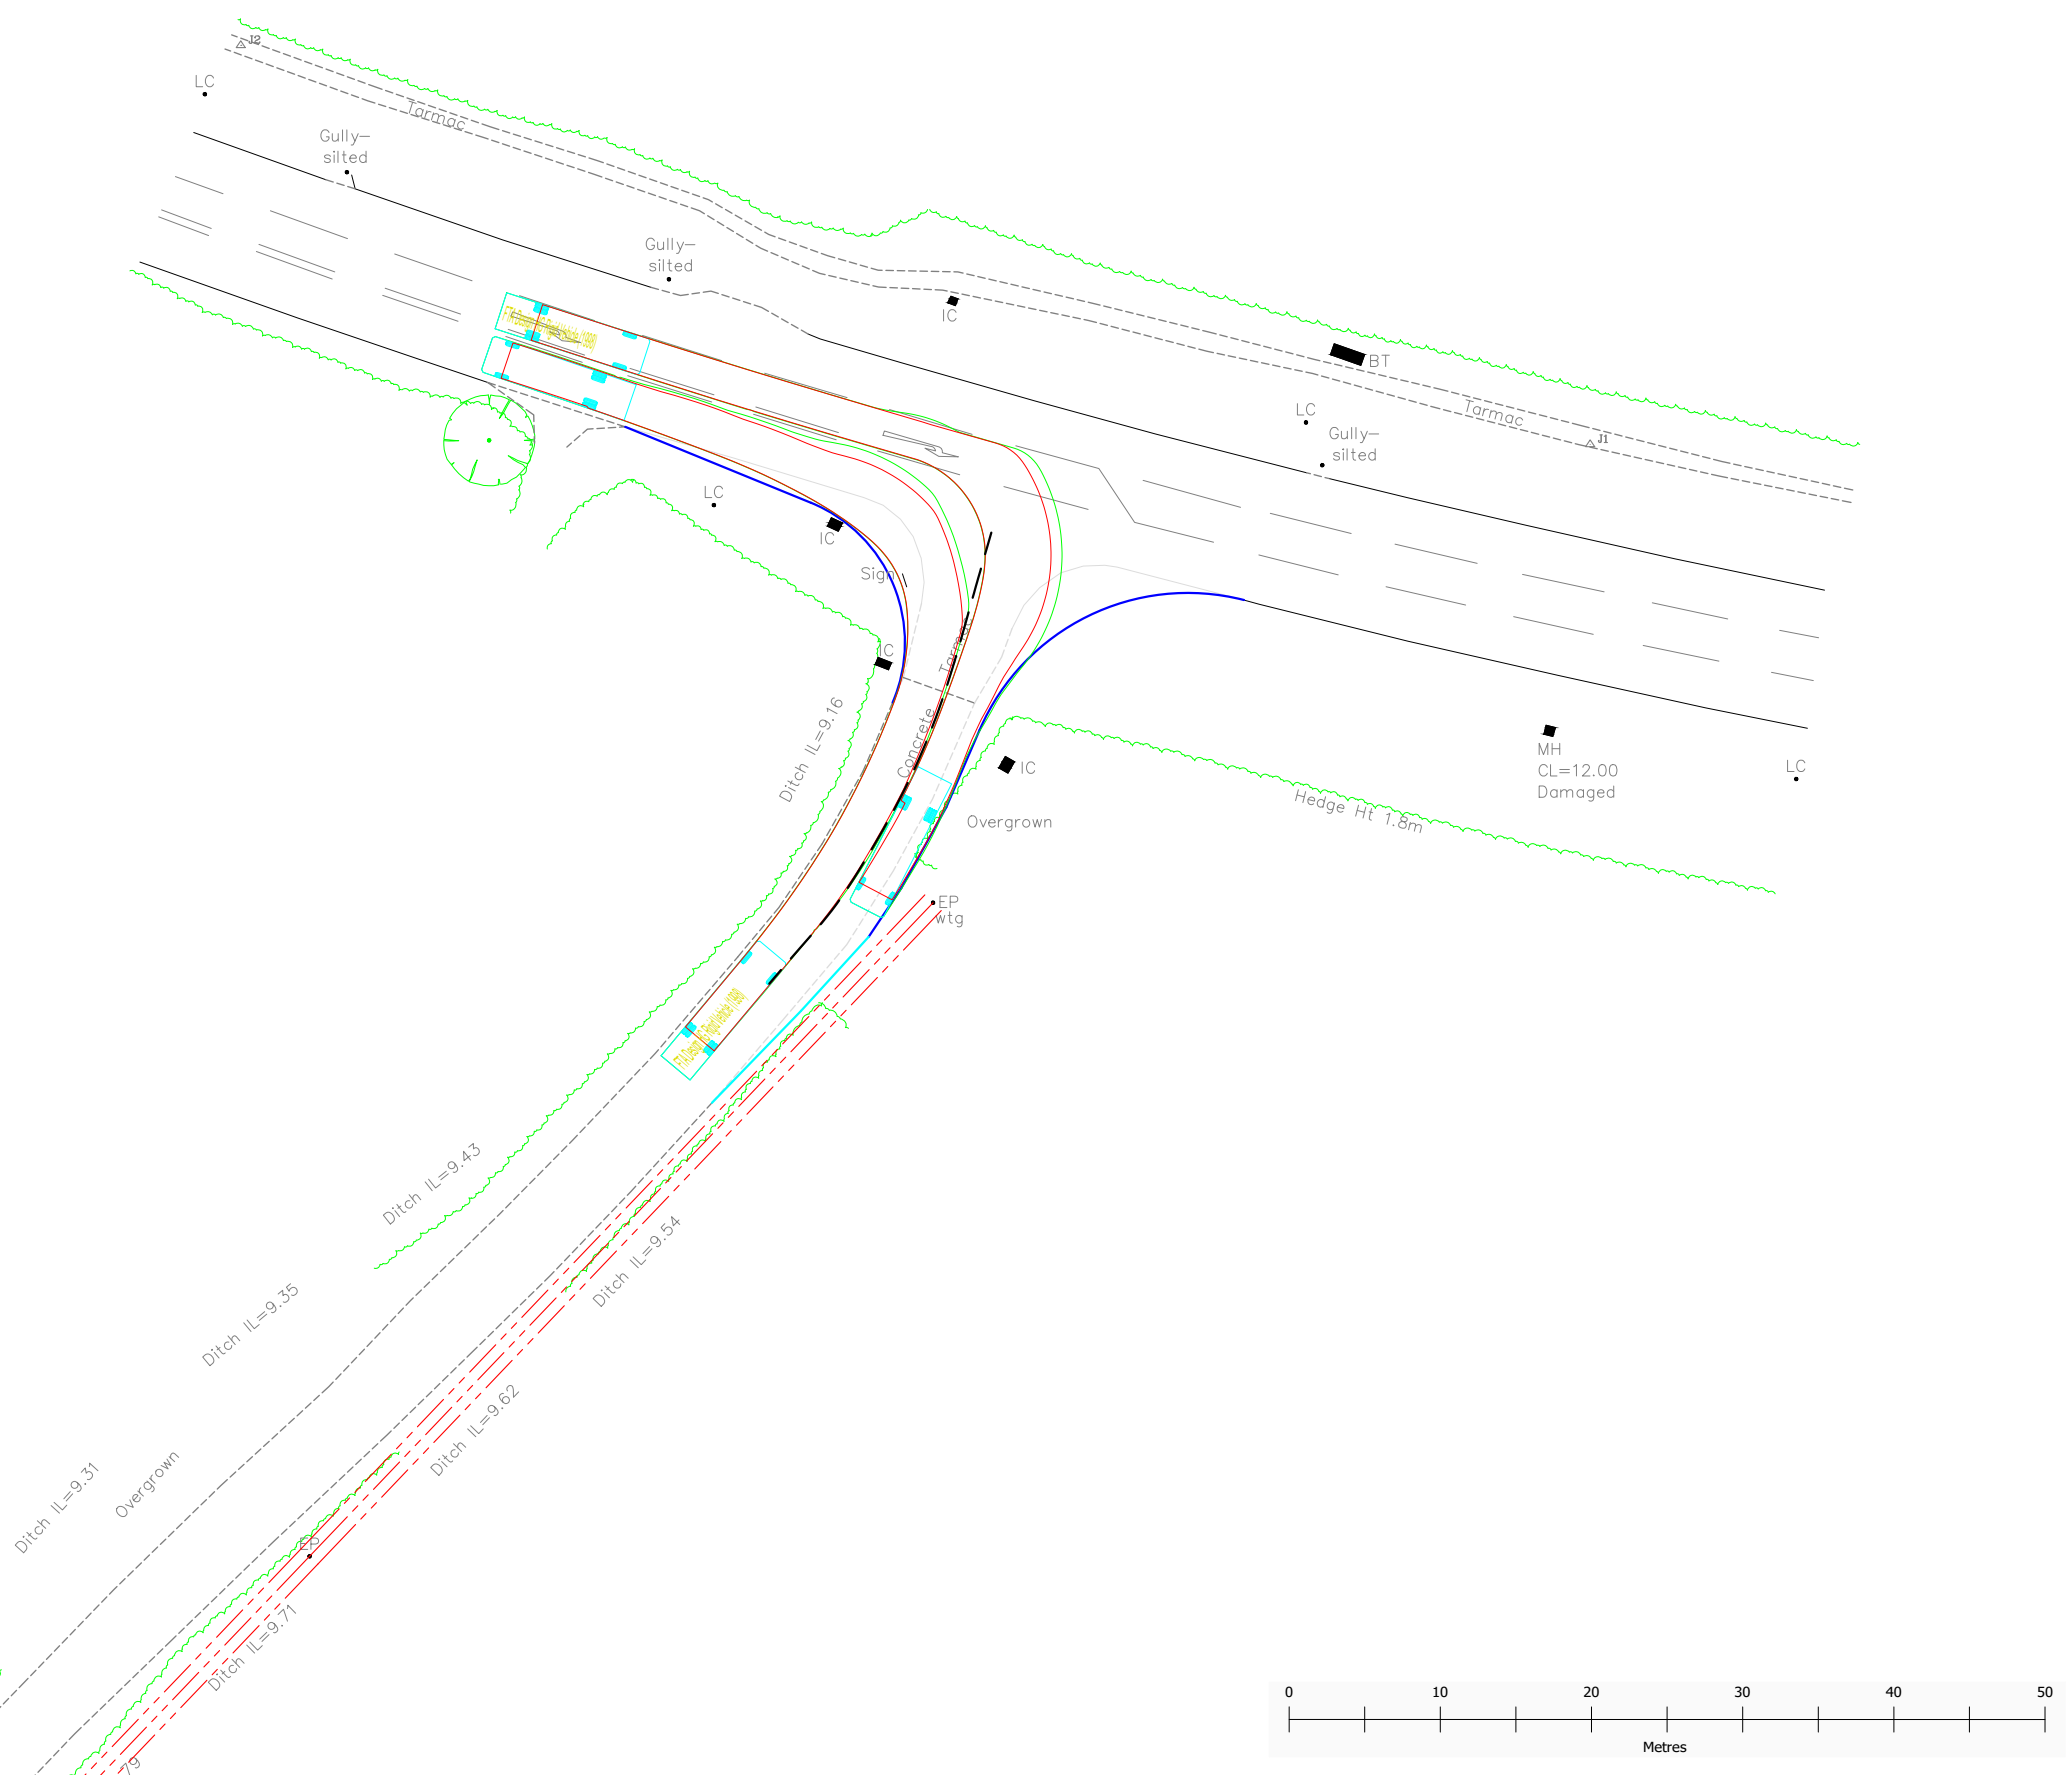 J2
LC
Tarmac
Gully–
silted
Gully–
silted
IC
BT
LC
Tarmac
J1
Gully–
silted
LC
IC
Sign
IC
Tarmac
Ditch IL=9.16
Concrete
IC
MH
CL=12.00
Damaged
LC
Hedge Ht 1.8m
Overgrown
EP
wtg
Ditch IL=9.43
Ditch IL=9.54
Ditch IL=9.35
Ditch IL=9.62
Ditch IL=9.31
Overgrown
EP
Ditch IL=9.71
79
0 10 20 30 40 50
Metres